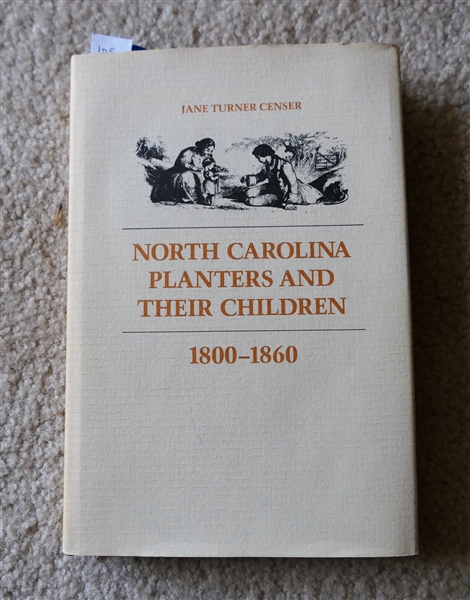 JANE TURNER CENSER
NORTH CAROLINA
PLANTERS AND
THEIR CHILDREN
1800–1860